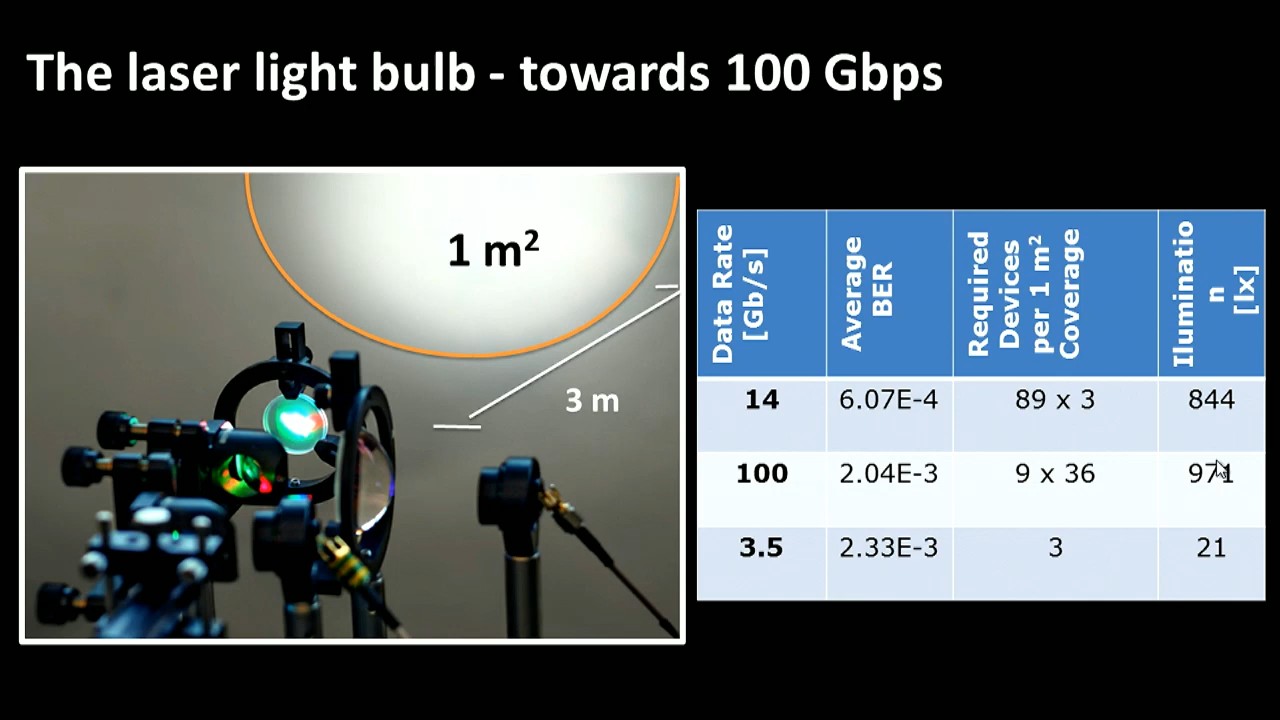 The laser light bulb - towards 100 Gbps
1 m²
3 m
Data Rate
[Gb/s]
Average
BER
Required
Devices
per 1 m²
Coverage
Iluminatio
n
[lx]
14 6.07E-4 89 x 3 844
100 2.04E-3 9 x 36 971
3.5 2.33E-3 3 21